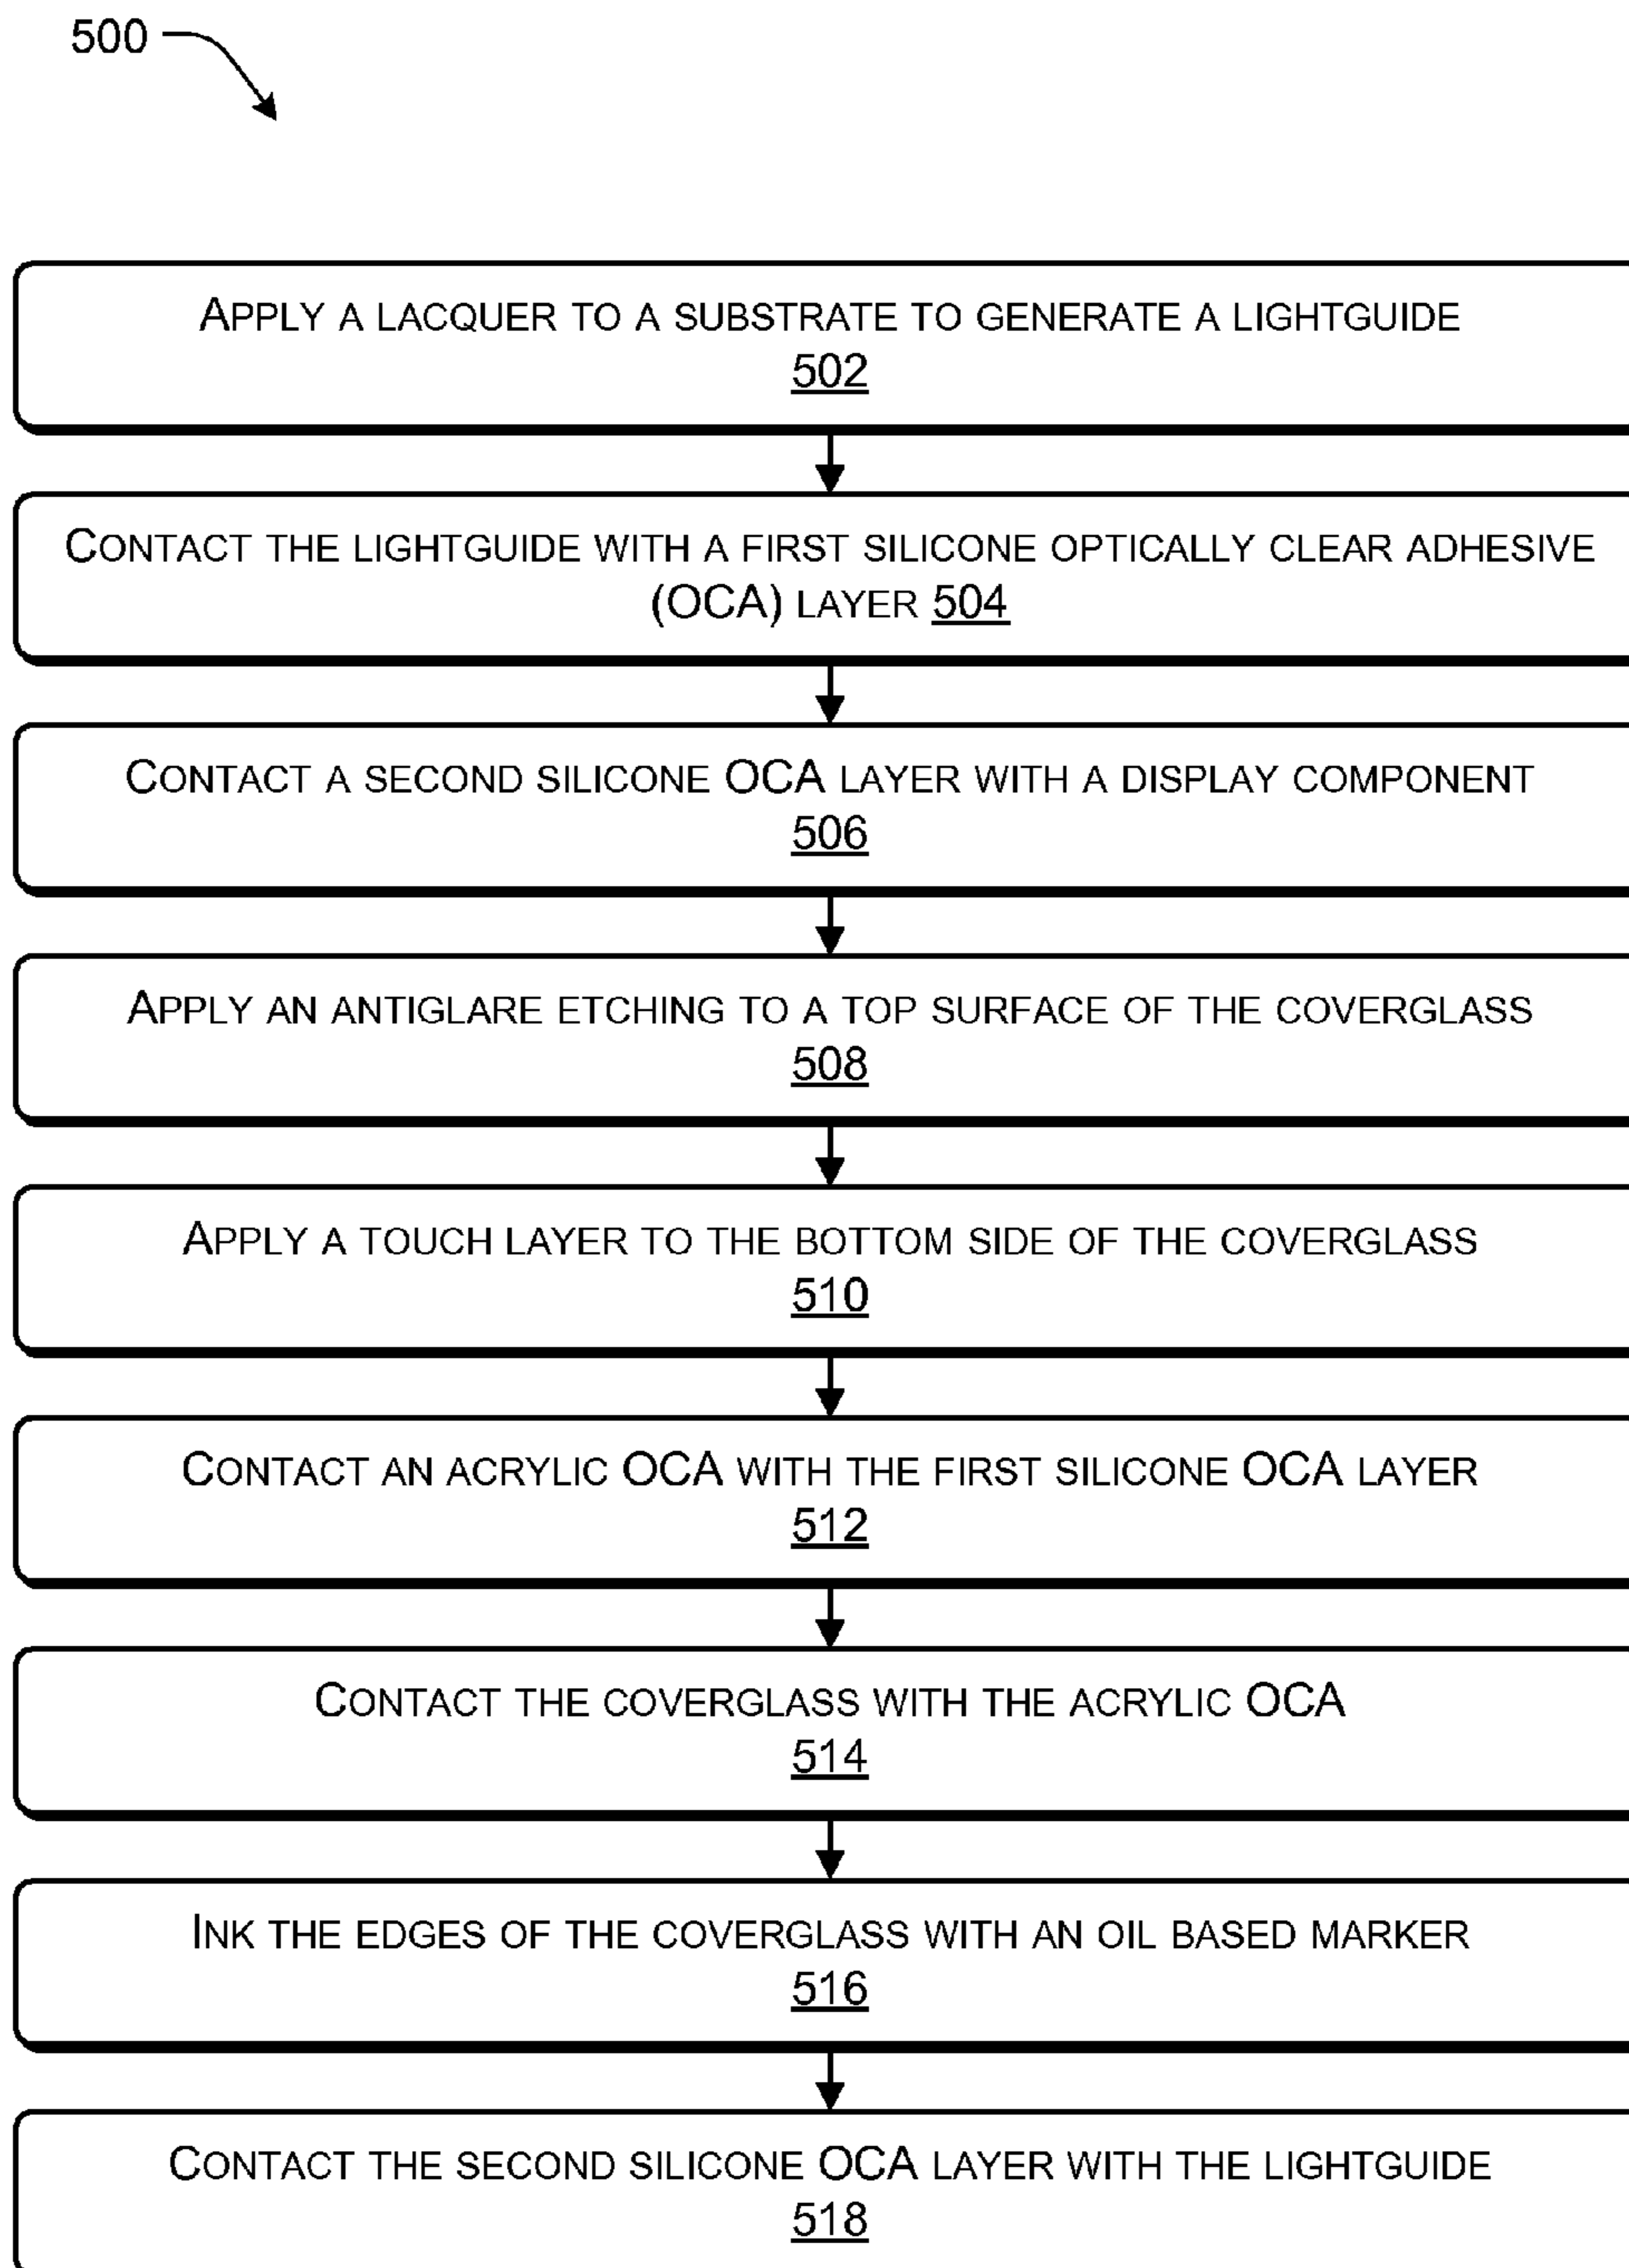 500
APPLY A LACQUER TO A SUBSTRATE TO GENERATE A LIGHTGUIDE
502
CONTACT THE LIGHTGUIDE WITH A FIRST SILICONE OPTICALLY CLEAR ADHESIVE
(OCA) LAYER 504
CONTACT A SECOND SILICONE OCA LAYER WITH A DISPLAY COMPONENT
506
APPLY AN ANTIGLARE ETCHING TO A TOP SURFACE OF THE COVERGLASS
508
APPLY A TOUCH LAYER TO THE BOTTOM SIDE OF THE COVERGLASS
510
CONTACT AN ACRYLIC OCA WITH THE FIRST SILICONE OCA LAYER
512
CONTACT THE COVERGLASS WITH THE ACRYLIC OCA
514
INK THE EDGES OF THE COVERGLASS WITH AN OIL BASED MARKER
516
CONTACT THE SECOND SILICONE OCA LAYER WITH THE LIGHTGUIDE
518